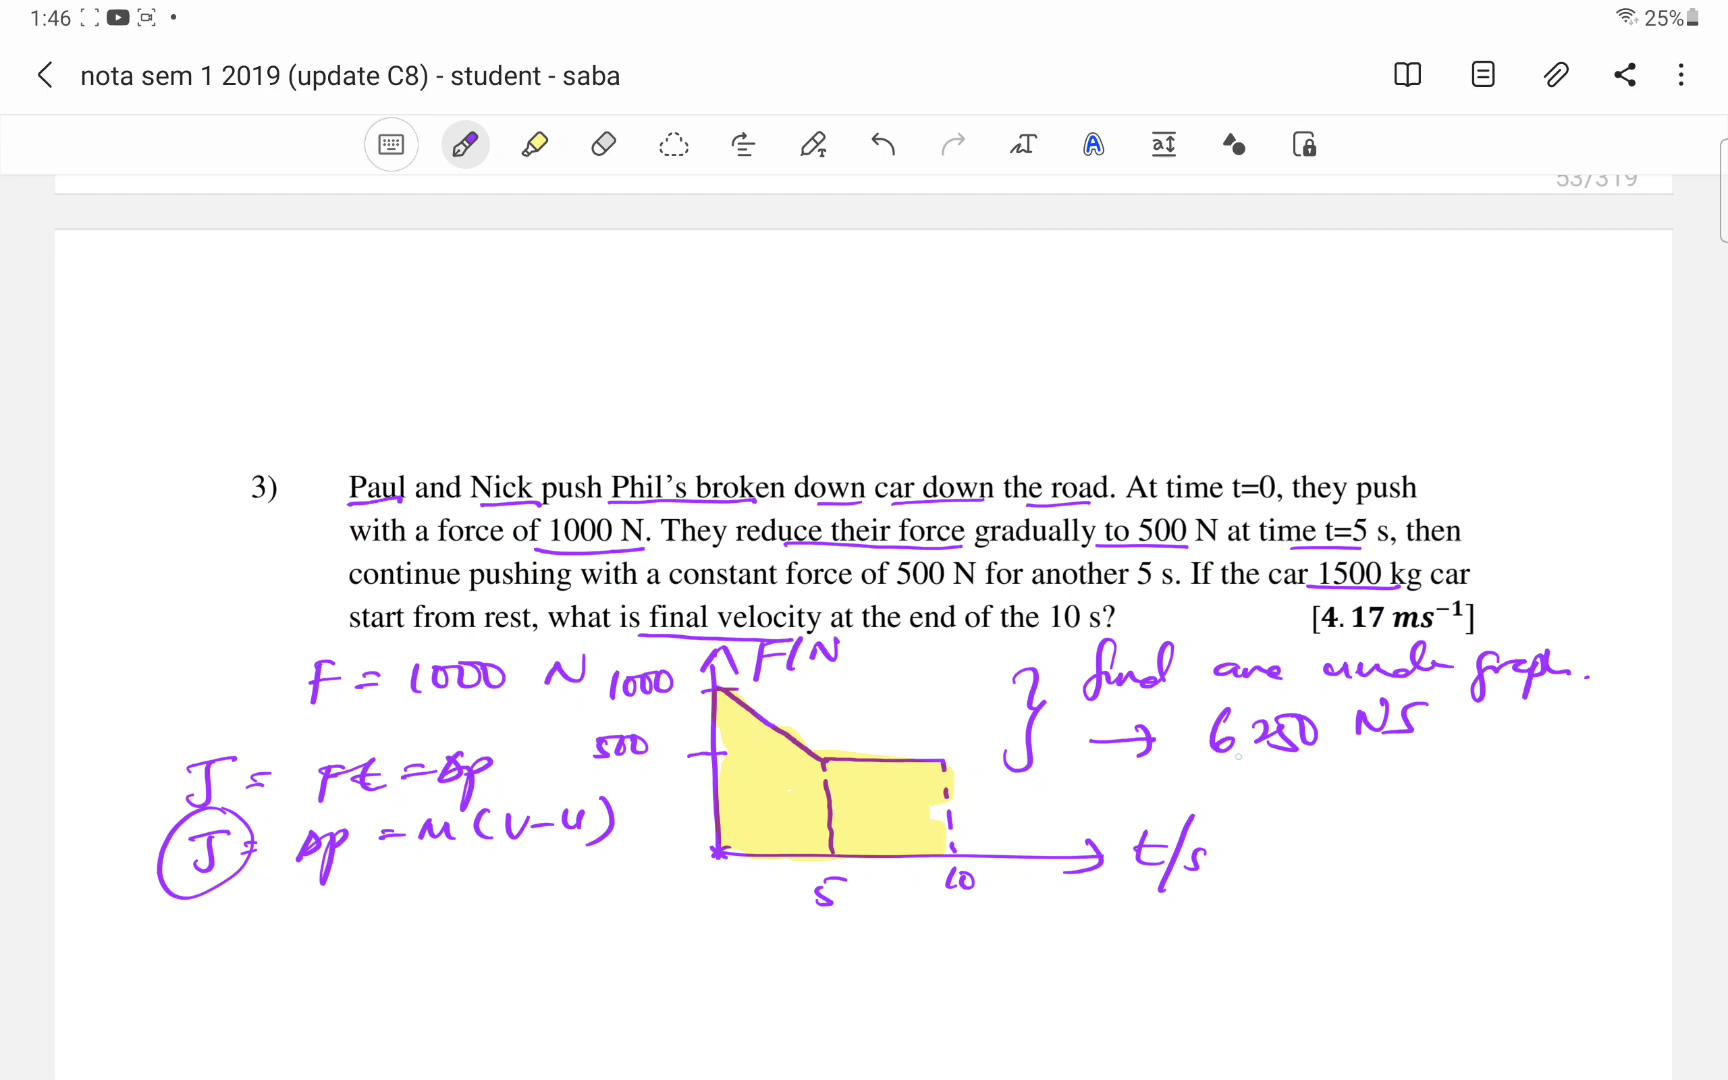 1:46 25%
nota sem 1 2019 (update C8) - student - saba
53/319
3) Paul and Nick push Phil's broken down car down the road. At time t=0, they push
with a force of 1000 N. They reduce their force gradually to 500 N at time t=5 s, then
continue pushing with a constant force of 500 N for another 5 s. If the car 1500 kg car
start from rest, what is final velocity at the end of the 10 s? [4.17 ms⁻¹]
F = 1000 N
1000
F/N
find are unde graph.
→ 6250 NS
500
J = Ft = Δp
J = Δp = M(V-U)
t/s
5
10